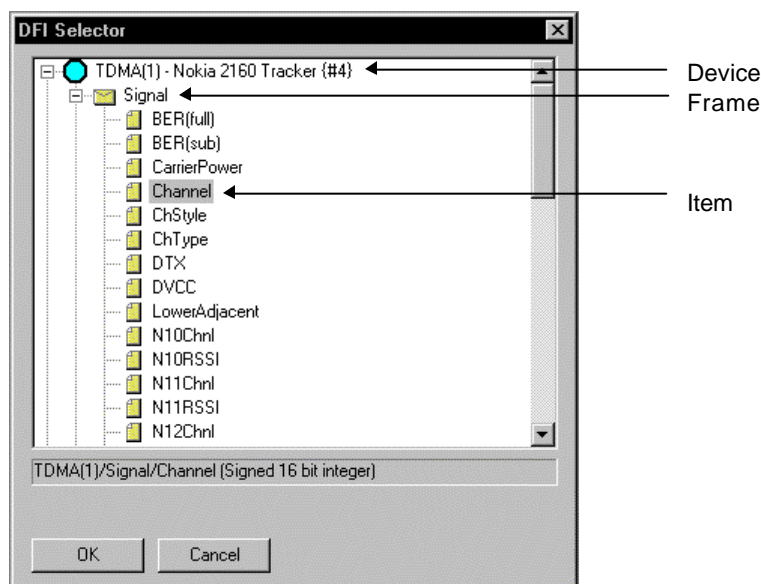 DFI Selector
TDMA(1) - Nokia 2160 Tracker {#4}
Device
Signal
Frame
BER(full)
BER(sub)
CarrierPower
Channel
Item
ChStyle
ChType
DTX
DVCC
LowerAdjacent
N10Chnl
N10RSSI
N11Chnl
N11RSSI
N12Chnl
TDMA(1)/Signal/Channel (Signed 16 bit integer)
OK
Cancel